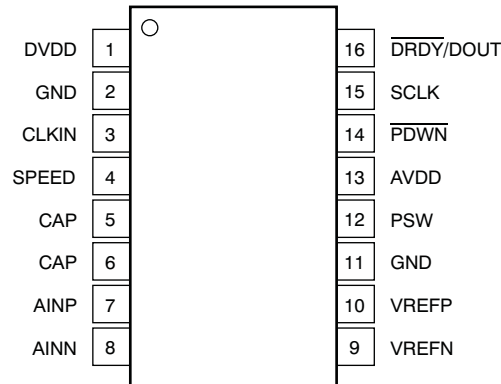 DVDD 1 16 DRDY/DOUT
GND 2 15 SCLK
CLKIN 3 14 PDWN
SPEED 4 13 AVDD
CAP 5 12 PSW
CAP 6 11 GND
AINP 7 10 VREFP
AINN 8 9 VREFN